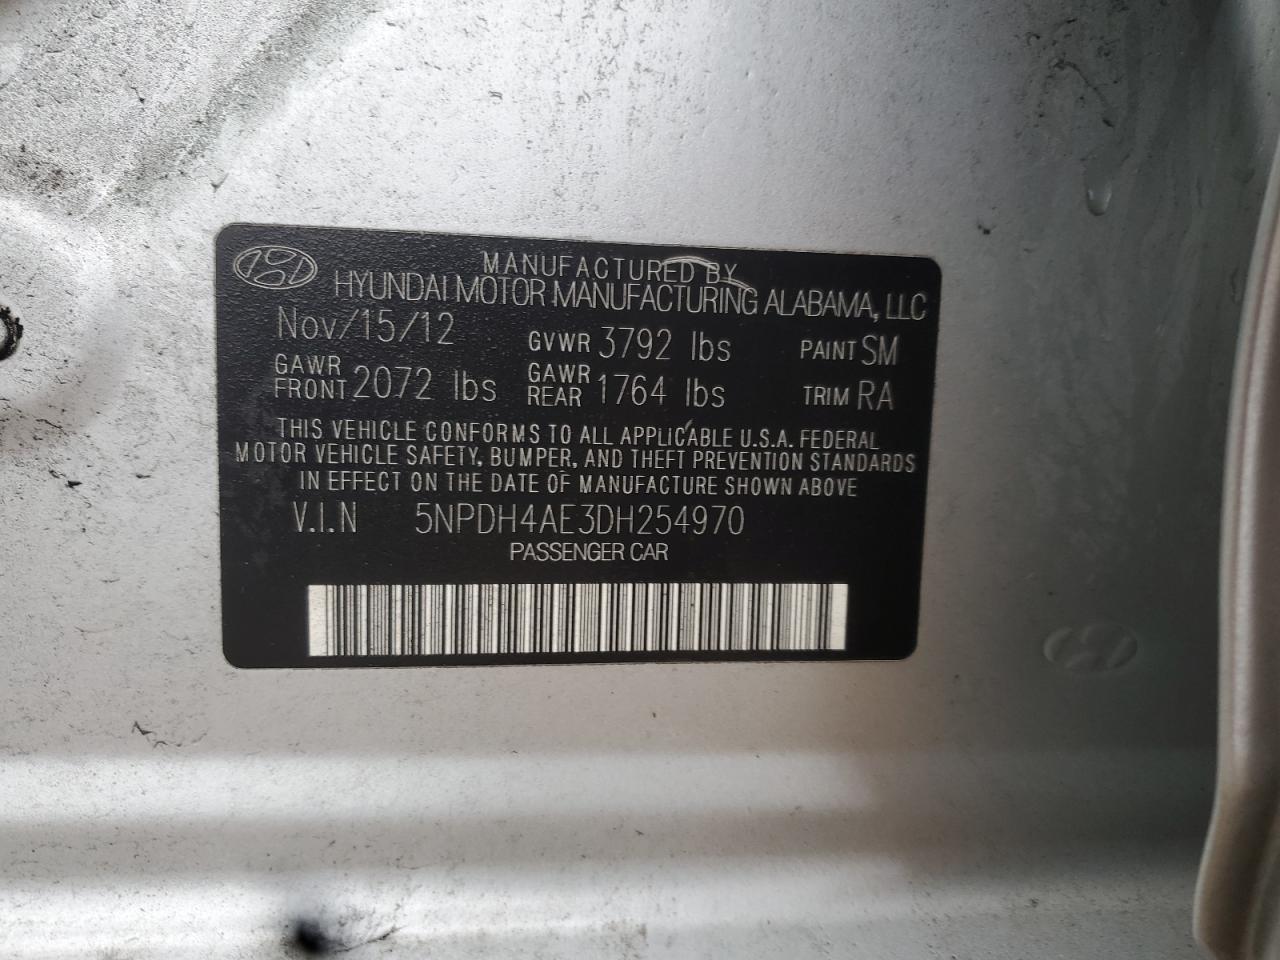 MANUFACTURED BY
HYUNDAI MOTOR MANUFACTURING ALABAMA, LLC
Nov/15/12 GVWR 3792 lbs PAINT SM
GAWR FRONT 2072 lbs GAWR REAR 1764 lbs TRIM RA
THIS VEHICLE CONFORMS TO ALL APPLICABLE U.S.A. FEDERAL
MOTOR VEHICLE SAFETY, BUMPER, AND THEFT PREVENTION STANDARDS
IN EFFECT ON THE DATE OF MANUFACTURE SHOWN ABOVE
V.I.N 5NPDH4AE3DH254970
PASSENGER CAR